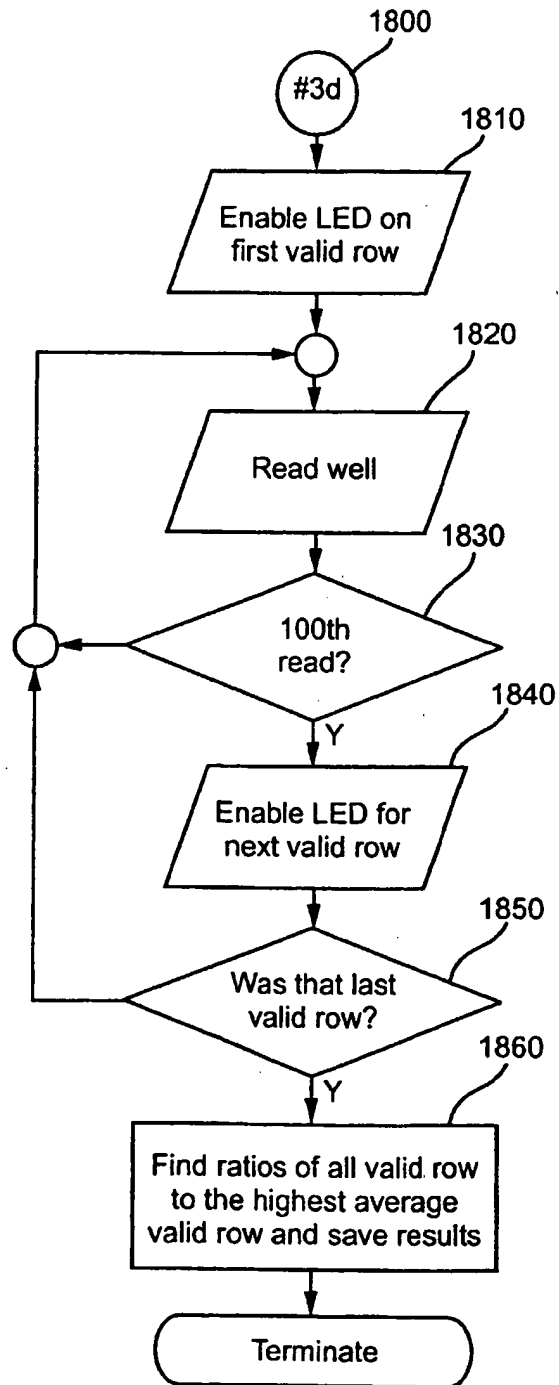 1800
#3d
1810
Enable LED on
first valid row
1820
Read well
1830
100th
read?
Y
1840
Enable LED for
next valid row
1850
Was that last
valid row?
Y
1860
Find ratios of all valid row
to the highest average
valid row and save results
Terminate